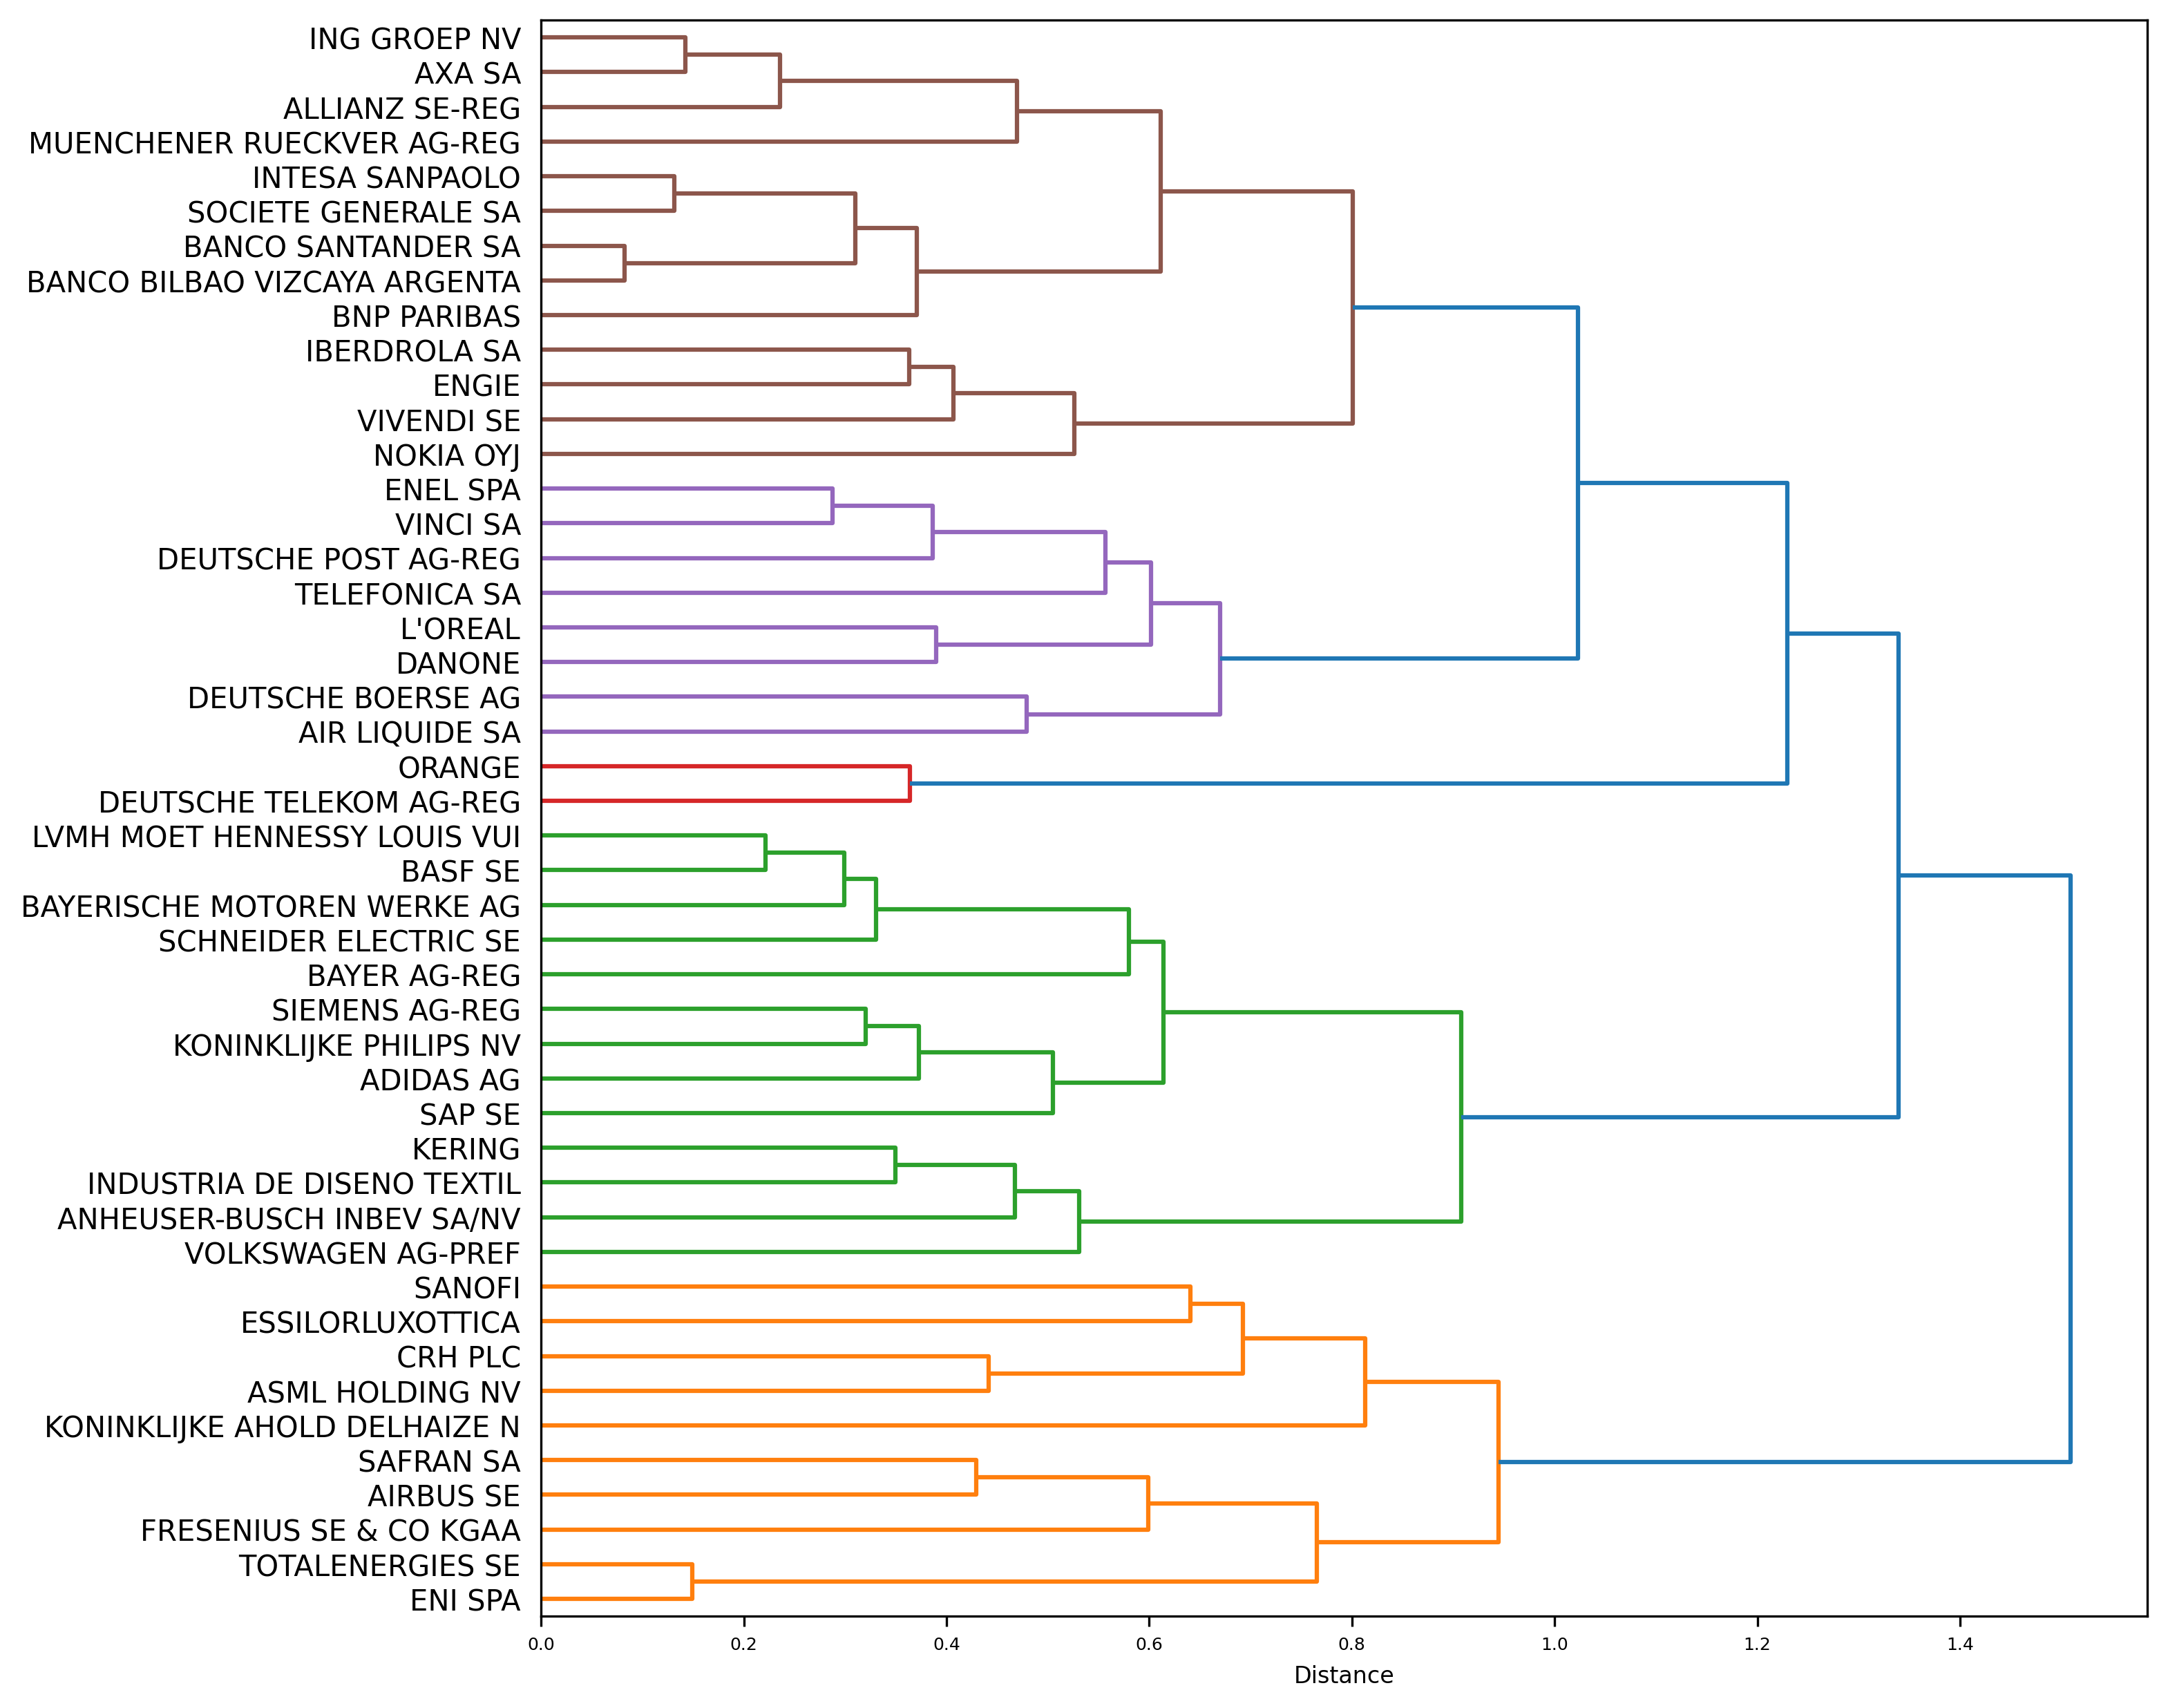 ING GROEP NV
AXA SA
ALLIANZ SE-REG
MUENCHENER RUECKVER AG-REG
INTESA SANPAOLO
SOCIETE GENERALE SA
BANCO SANTANDER SA
BANCO BILBAO VIZCAYA ARGENTA
BNP PARIBAS
IBERDROLA SA
ENGIE
VIVENDI SE
NOKIA OYJ
ENEL SPA
VINCI SA
DEUTSCHE POST AG-REG
TELEFONICA SA
L'OREAL
DANONE
DEUTSCHE BOERSE AG
AIR LIQUIDE SA
ORANGE
DEUTSCHE TELEKOM AG-REG
LVMH MOET HENNESSY LOUIS VUI
BASF SE
BAYERISCHE MOTOREN WERKE AG
SCHNEIDER ELECTRIC SE
BAYER AG-REG
SIEMENS AG-REG
KONINKLIJKE PHILIPS NV
ADIDAS AG
SAP SE
KERING
INDUSTRIA DE DISENO TEXTIL
ANHEUSER-BUSCH INBEV SA/NV
VOLKSWAGEN AG-PREF
SANOFI
ESSILORLUXOTTICA
CRH PLC
ASML HOLDING NV
KONINKLIJKE AHOLD DELHAIZE N
SAFRAN SA
AIRBUS SE
FRESENIUS SE & CO KGAA
TOTALENERGIES SE
ENI SPA
0.0 0.2 0.4 0.6 0.8 1.0 1.2 1.4
Distance